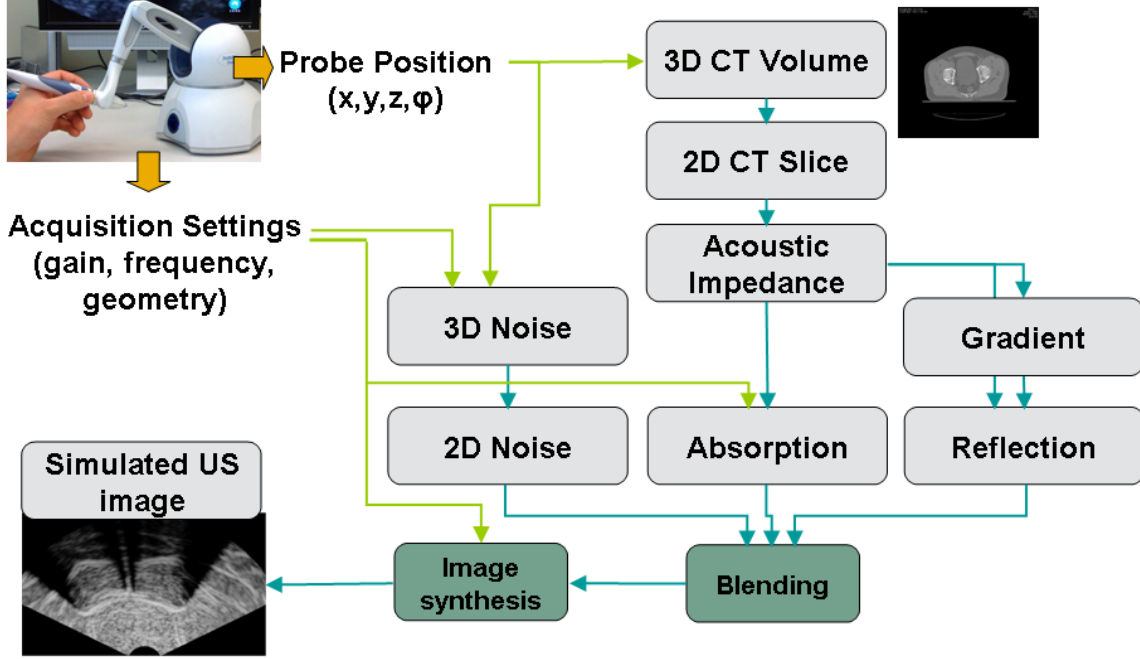 Probe Position
(x,y,z,φ)
3D CT Volume
2D CT Slice
Acquisition Settings
(gain, frequency,
geometry)
Acoustic
Impedance
3D Noise
Gradient
2D Noise
Absorption
Reflection
Simulated US
image
Image
synthesis
Blending